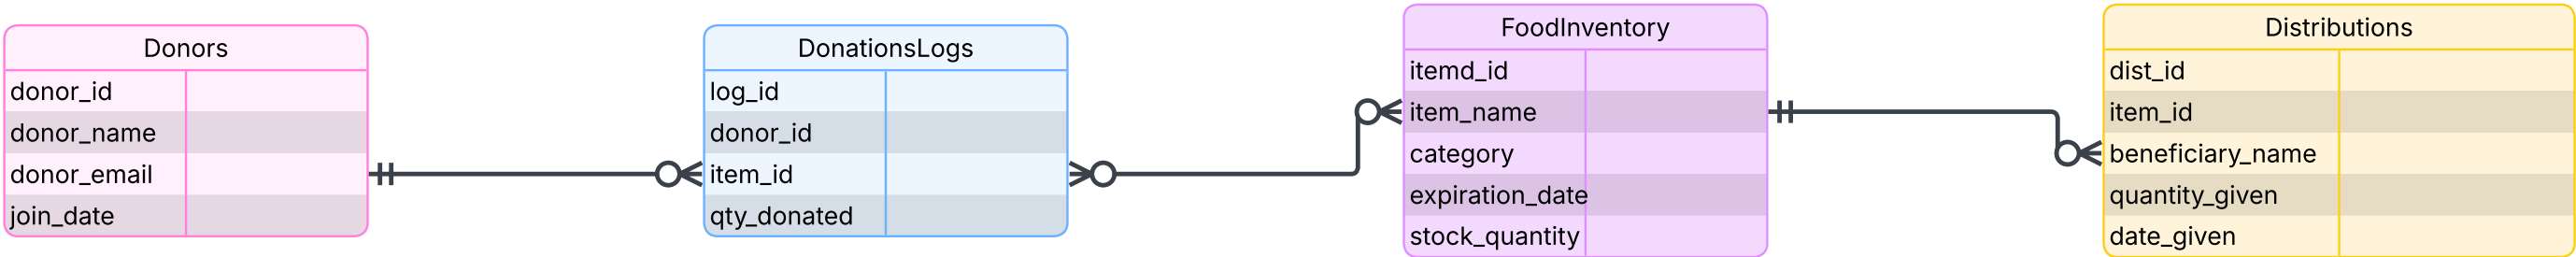 Donors
donor_id
donor_name
donor_email
join_date
DonationsLogs
log_id
donor_id
item_id
qty_donated
FoodInventory
itemd_id
item_name
category
expiration_date
stock_quantity
Distributions
dist_id
item_id
beneficiary_name
quantity_given
date_given